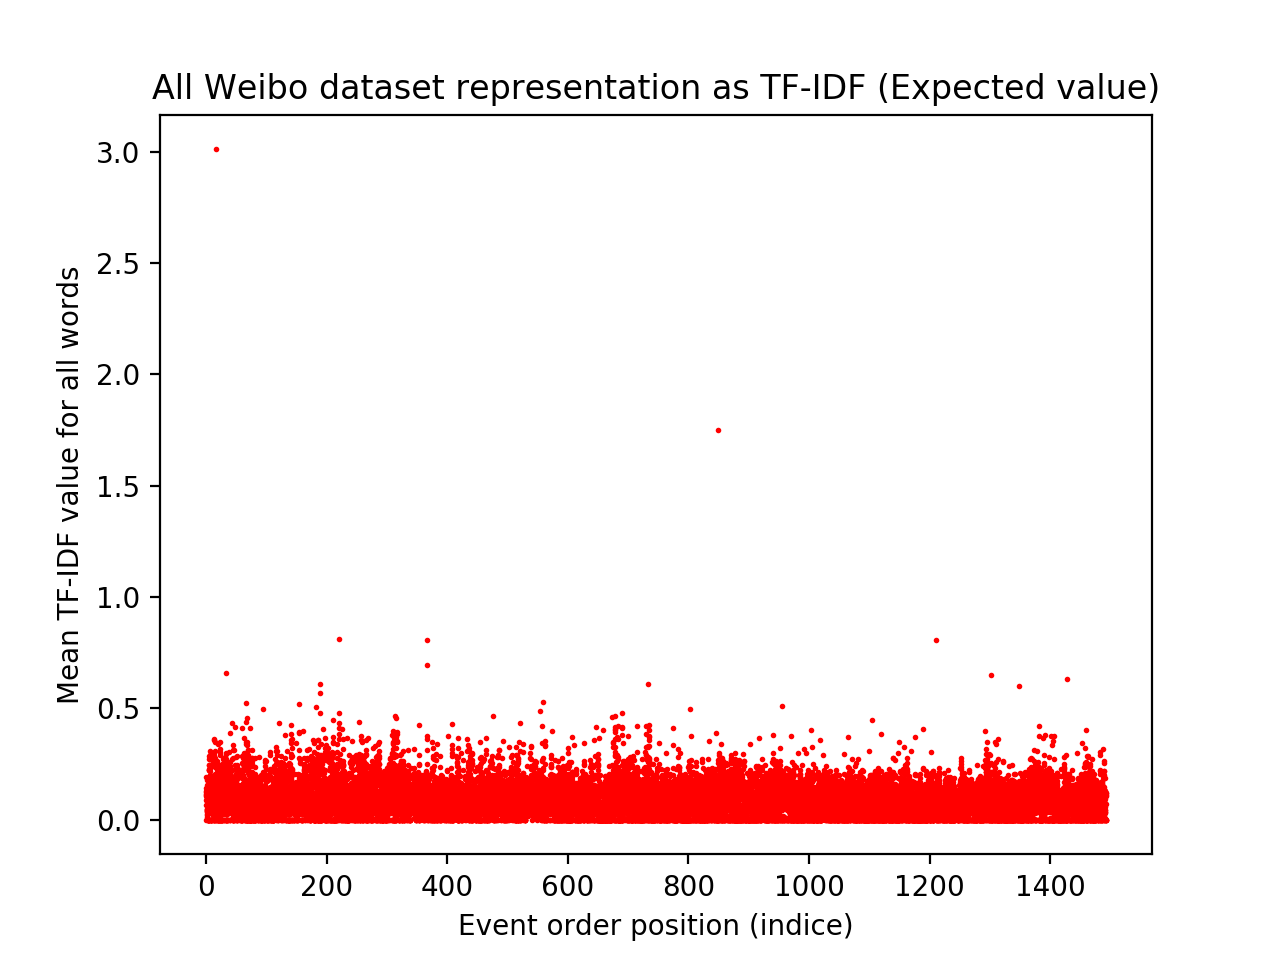 All Weibo dataset representation as TF-IDF (Expected value)
3.0
2.5
2.0
1.5
1.0
0.5
0.0
Mean TF-IDF value for all words
0 200 400 600 800 1000 1200 1400
Event order position (indice)